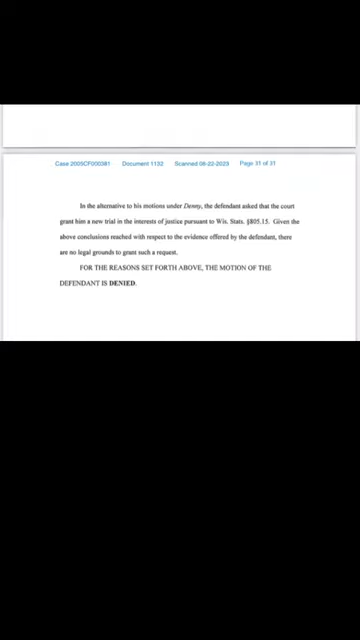 Case 2005CF000381 Document 1132 Scanned 08-22-2023 Page 31 of 31
In the alternative to his motions under Denny, the defendant asked that the court
grant him a new trial in the interests of justice pursuant to Wis. Stats. §805.15. Given the
above conclusions reached with respect to the evidence offered by the defendant, there
are no legal grounds to grant such a request.
FOR THE REASONS SET FORTH ABOVE, THE MOTION OF THE
DEFENDANT IS DENIED.